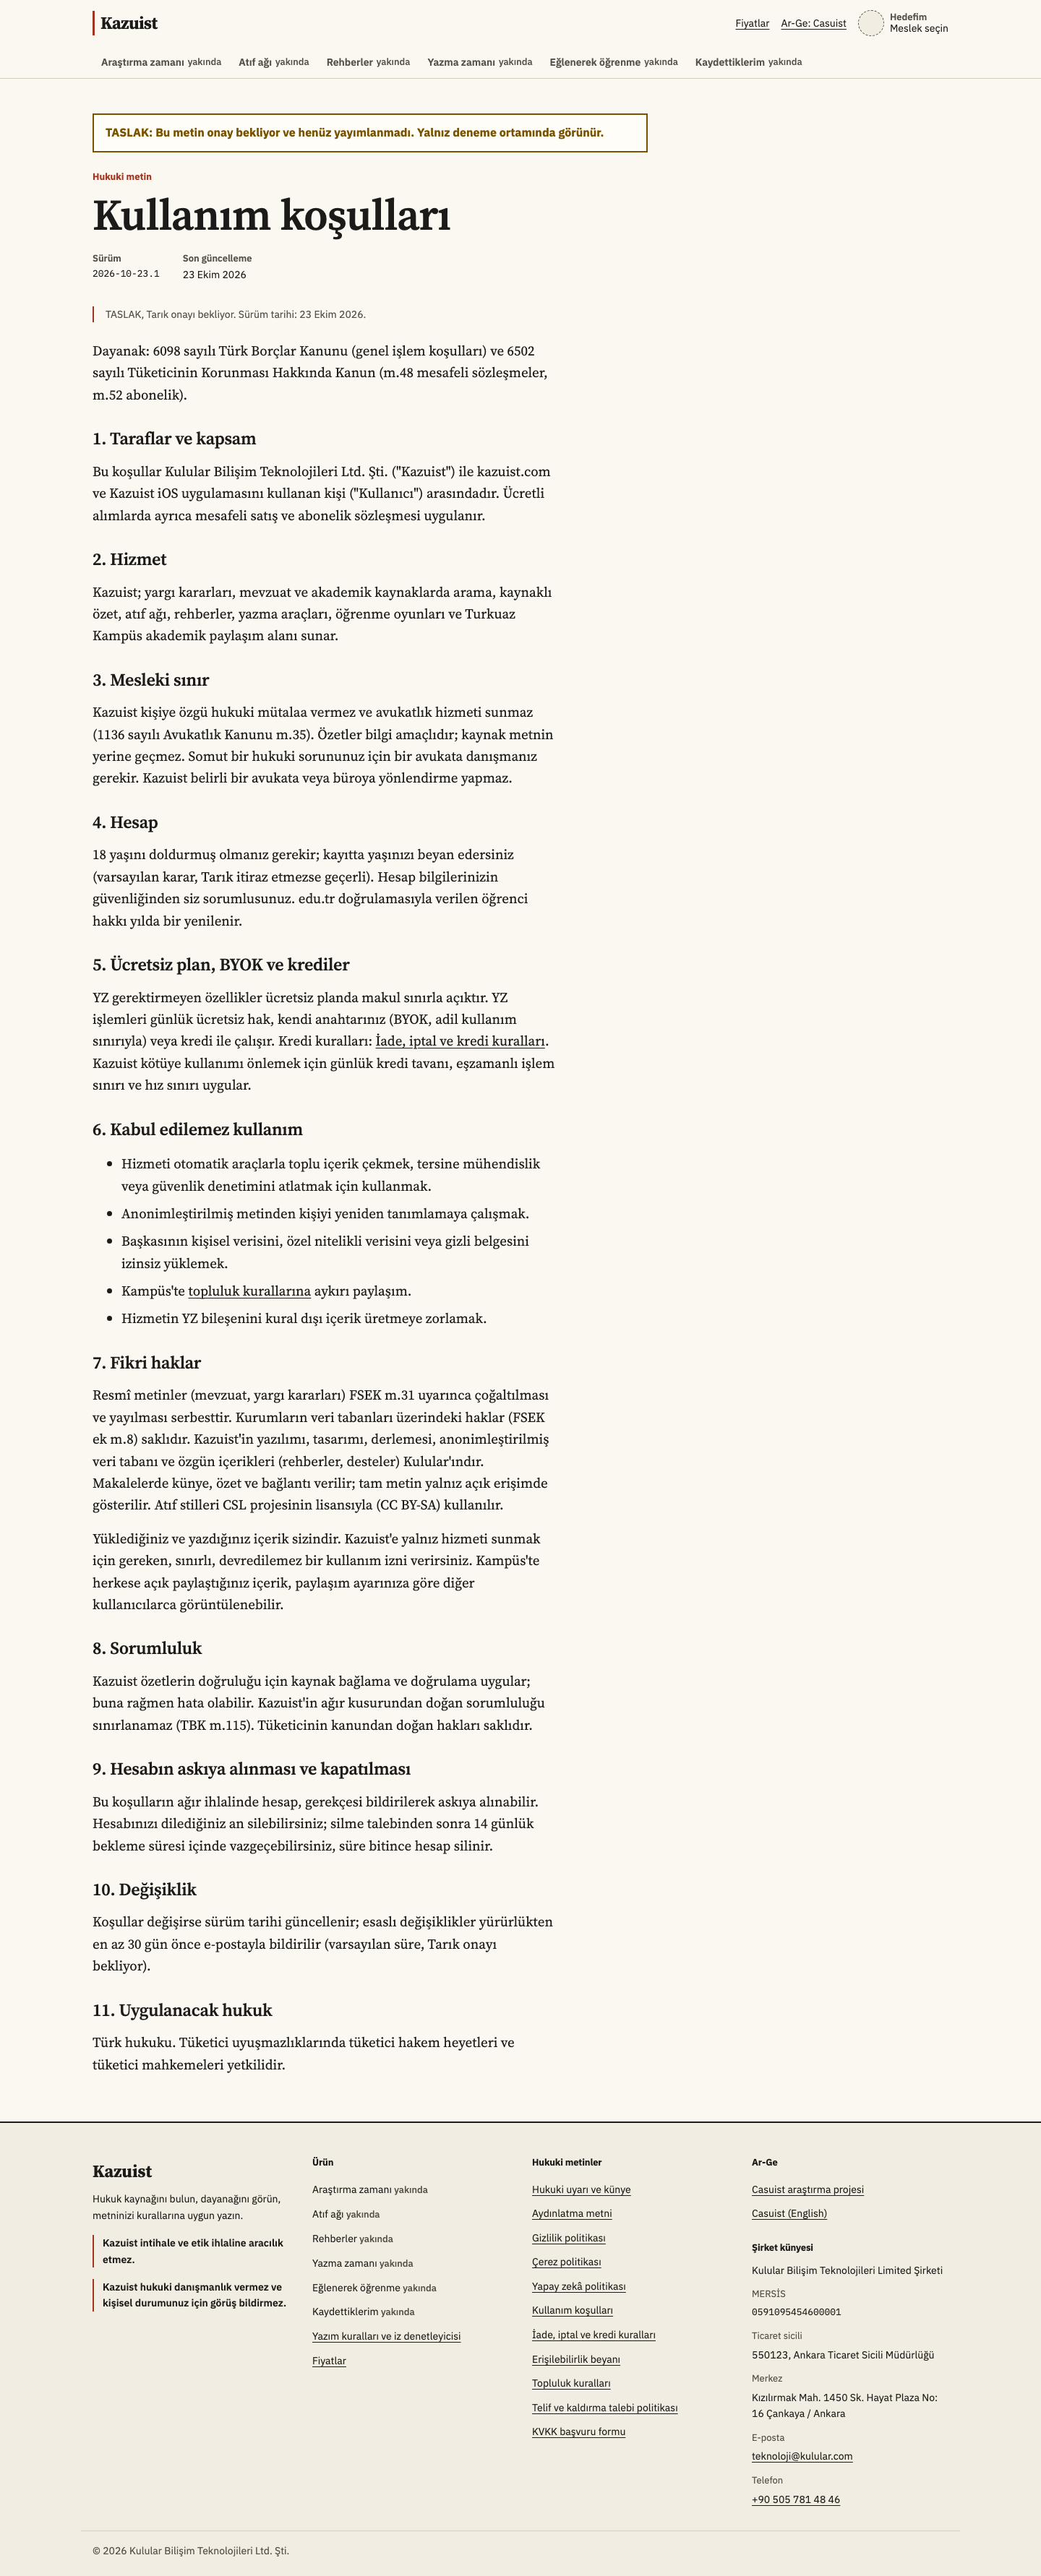 Kazuist
Fiyatlar
Ar-Ge: Casuist
Hedefim
Meslek seçin
Araştırma zamanı yakında
Atıf ağı yakında
Rehberler yakında
Yazma zamanı yakında
Eğlenerek öğrenme yakında
Kaydettiklerim yakında
TASLAK: Bu metin onay bekliyor ve henüz yayımlanmadı. Yalnız deneme ortamında görünür.
Hukuki metin
Kullanım koşulları
Sürüm
2026-10-23.1
Son güncelleme
23 Ekim 2026
TASLAK, Tarık onayı bekliyor. Sürüm tarihi: 23 Ekim 2026.
Dayanak: 6098 sayılı Türk Borçlar Kanunu (genel işlem koşulları) ve 6502
sayılı Tüketicinin Korunması Hakkında Kanun (m.48 mesafeli sözleşmeler,
m.52 abonelik).
1. Taraflar ve kapsam
Bu koşullar Kulular Bilişim Teknolojileri Ltd. Şti. ("Kazuist") ile kazuist.com
ve Kazuist iOS uygulamasını kullanan kişi ("Kullanıcı") arasındadır. Ücretli
alımlarda ayrıca mesafeli satış ve abonelik sözleşmesi uygulanır.
2. Hizmet
Kazuist; yargı kararları, mevzuat ve akademik kaynaklarda arama, kaynaklı
özet, atıf ağı, rehberler, yazma araçları, öğrenme oyunları ve Turkuaz
Kampüs akademik paylaşım alanı sunar.
3. Mesleki sınır
Kazuist kişiye özgü hukuki mütalaa vermez ve avukatlık hizmeti sunmaz
(1136 sayılı Avukatlık Kanunu m.35). Özetler bilgi amaçlıdır; kaynak metnin
yerine geçmez. Somut bir hukuki sorununuz için bir avukata danışmanız
gerekir. Kazuist belirli bir avukata veya büroya yönlendirme yapmaz.
4. Hesap
18 yaşını doldurmuş olmanız gerekir; kayıtta yaşınızı beyan edersiniz
(varsayılan karar, Tarık itiraz etmezse geçerli). Hesap bilgilerinizin
güvenliğinden siz sorumlusunuz. edu.tr doğrulamasıyla verilen öğrenci
hakkı yılda bir yenilenir.
5. Ücretsiz plan, BYOK ve krediler
YZ gerektirmeyen özellikler ücretsiz planda makul sınırla açıktır. YZ
işlemleri günlük ücretsiz hak, kendi anahtarınız (BYOK, adil kullanım
sınırıyla) veya kredi ile çalışır. Kredi kuralları: İade, iptal ve kredi kuralları.
Kazuist kötüye kullanımı önlemek için günlük kredi tavanı, eşzamanlı işlem
sınırı ve hız sınırı uygular.
6. Kabul edilemez kullanım
• Hizmeti otomatik araçlarla toplu içerik çekmek, tersine mühendislik
veya güvenlik denetimini atlatmak için kullanmak.
• Anonimleştirilmiş metinden kişiyi yeniden tanımlamaya çalışmak.
• Başkasının kişisel verisini, özel nitelikli verisini veya gizli belgesini
izinsiz yüklemek.
• Kampüs'te topluluk kurallarına aykırı paylaşım.
• Hizmetin YZ bileşenini kural dışı içerik üretmeye zorlamak.
7. Fikri haklar
Resmî metinler (mevzuat, yargı kararları) FSEK m.31 uyarınca çoğaltılması
ve yayılması serbesttir. Kurumların veri tabanları üzerindeki haklar (FSEK
ek m.8) saklıdır. Kazuist'in yazılımı, tasarımı, derlemesi, anonimleştirilmiş
veri tabanı ve özgün içerikleri (rehberler, desteler) Kulular'ındır.
Makalelerde künye, özet ve bağlantı verilir; tam metin yalnız açık erişimde
gösterilir. Atıf stilleri CSL projesinin lisansıyla (CC BY-SA) kullanılır.
Yüklediğiniz ve yazdığınız içerik sizindir. Kazuist'e yalnız hizmeti sunmak
için gereken, sınırlı, devredilemez bir kullanım izni verirsiniz. Kampüs'te
herkese açık paylaştığınız içerik, paylaşım ayarınıza göre diğer
kullanıcılarca görüntülenebilir.
8. Sorumluluk
Kazuist özetlerin doğruluğu için kaynak bağlama ve doğrulama uygular;
buna rağmen hata olabilir. Kazuist'in ağır kusurundan doğan sorumluluğu
sınırlanamaz (TBK m.115). Tüketicinin kanundan doğan hakları saklıdır.
9. Hesabın askıya alınması ve kapatılması
Bu koşulların ağır ihlalinde hesap, gerekçesi bildirilerek askıya alınabilir.
Hesabınızı dilediğiniz an silebilirsiniz; silme talebinden sonra 14 günlük
bekleme süresi içinde vazgeçebilirsiniz, süre bitince hesap silinir.
10. Değişiklik
Koşullar değişirse sürüm tarihi güncellenir; esaslı değişiklikler yürürlükten
en az 30 gün önce e-postayla bildirilir (varsayılan süre, Tarık onayı
bekliyor).
11. Uygulanacak hukuk
Türk hukuku. Tüketici uyuşmazlıklarında tüketici hakem heyetleri ve
tüketici mahkemeleri yetkilidir.
Kazuist
Hukuk kaynağını bulun, dayanağını görün,
metninizi kurallarına uygun yazın.
Kazuist intihale ve etik ihlaline aracılık
etmez.
Kazuist hukuki danışmanlık vermez ve
kişisel durumunuz için görüş bildirmez.
Ürün
Araştırma zamanı yakında
Atıf ağı yakında
Rehberler yakında
Yazma zamanı yakında
Eğlenerek öğrenme yakında
Kaydettiklerim yakında
Yazım kuralları ve iz denetleyicisi
Fiyatlar
Hukuki metinler
Hukuki uyarı ve künye
Aydınlatma metni
Gizlilik politikası
Çerez politikası
Yapay zekâ politikası
Kullanım koşulları
İade, iptal ve kredi kuralları
Erişilebilirlik beyanı
Topluluk kuralları
Telif ve kaldırma talebi politikası
KVKK başvuru formu
Ar-Ge
Casuist araştırma projesi
Casuist (English)
Şirket künyesi
Kulular Bilişim Teknolojileri Limited Şirketi
MERSİS
0591095454600001
Ticaret sicili
550123, Ankara Ticaret Sicili Müdürlüğü
Merkez
Kızılırmak Mah. 1450 Sk. Hayat Plaza No:
16 Çankaya / Ankara
E-posta
teknoloji@kulular.com
Telefon
+90 505 781 48 46
© 2026 Kulular Bilişim Teknolojileri Ltd. Şti.